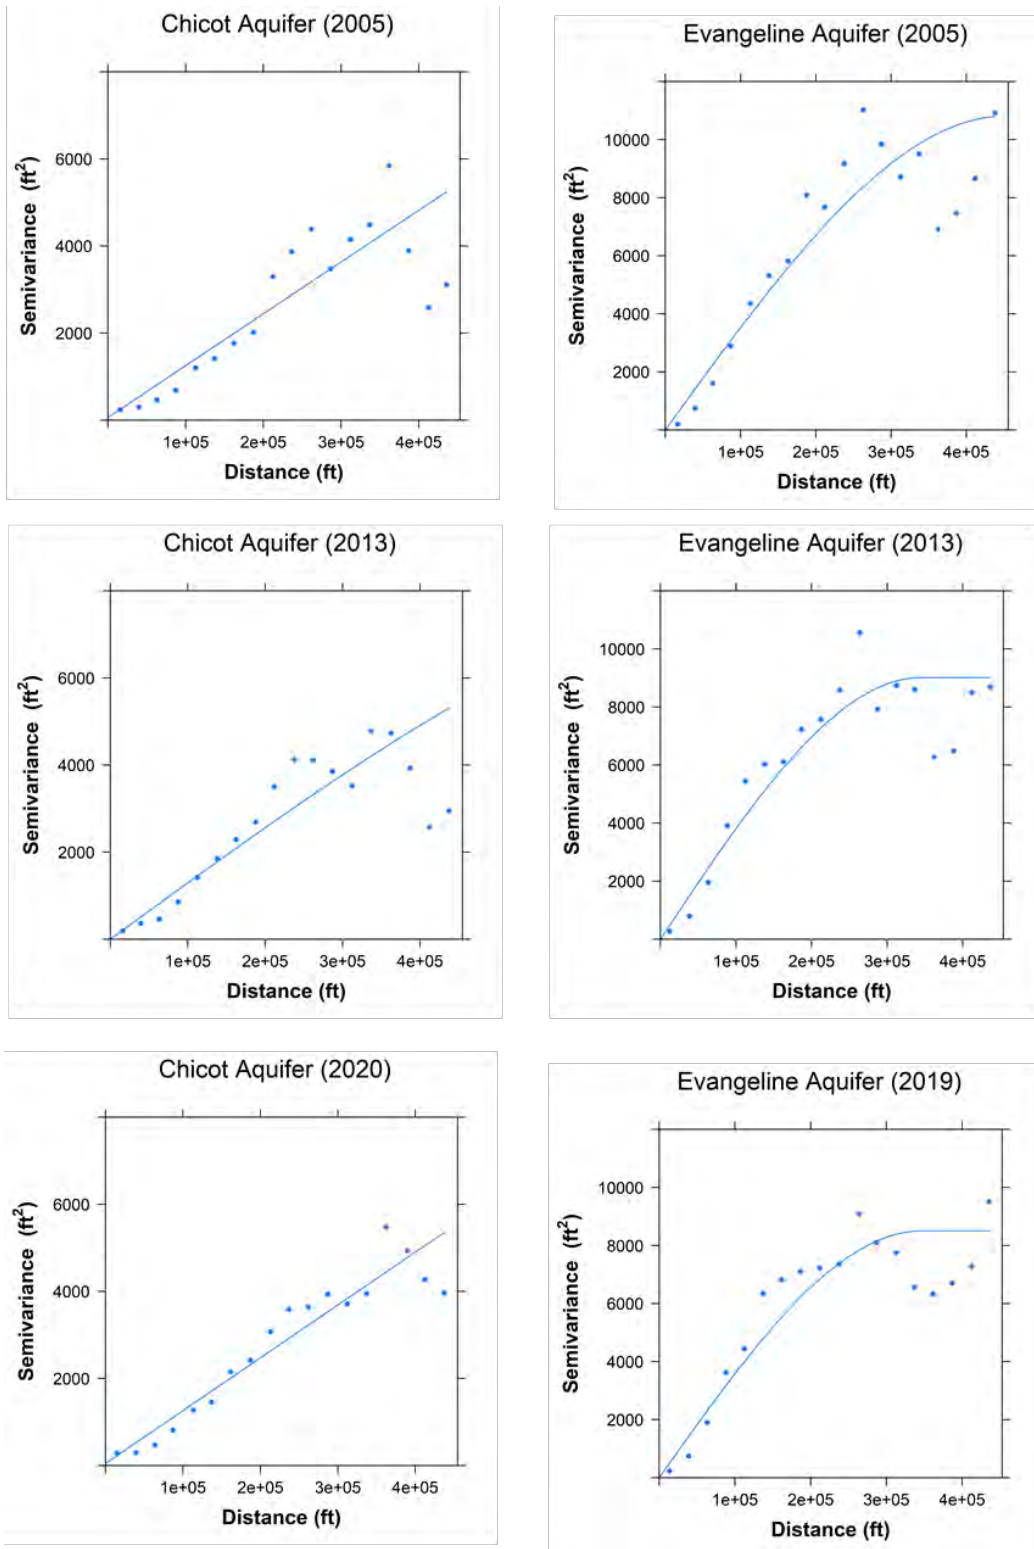 Chicot Aquifer (2005)
Semivariance (ft²)
6000
4000
2000
1e+05 2e+05 3e+05 4e+05
Distance (ft)
Evangeline Aquifer (2005)
Semivariance (ft²)
10000
8000
6000
4000
2000
1e+05 2e+05 3e+05 4e+05
Distance (ft)
Chicot Aquifer (2013)
Semivariance (ft²)
6000
4000
2000
1e+05 2e+05 3e+05 4e+05
Distance (ft)
Evangeline Aquifer (2013)
Semivariance (ft²)
10000
8000
6000
4000
2000
1e+05 2e+05 3e+05 4e+05
Distance (ft)
Chicot Aquifer (2020)
Semivariance (ft²)
6000
4000
2000
1e+05 2e+05 3e+05 4e+05
Distance (ft)
Evangeline Aquifer (2019)
Semivariance (ft²)
10000
8000
6000
4000
2000
1e+05 2e+05 3e+05 4e+05
Distance (ft)